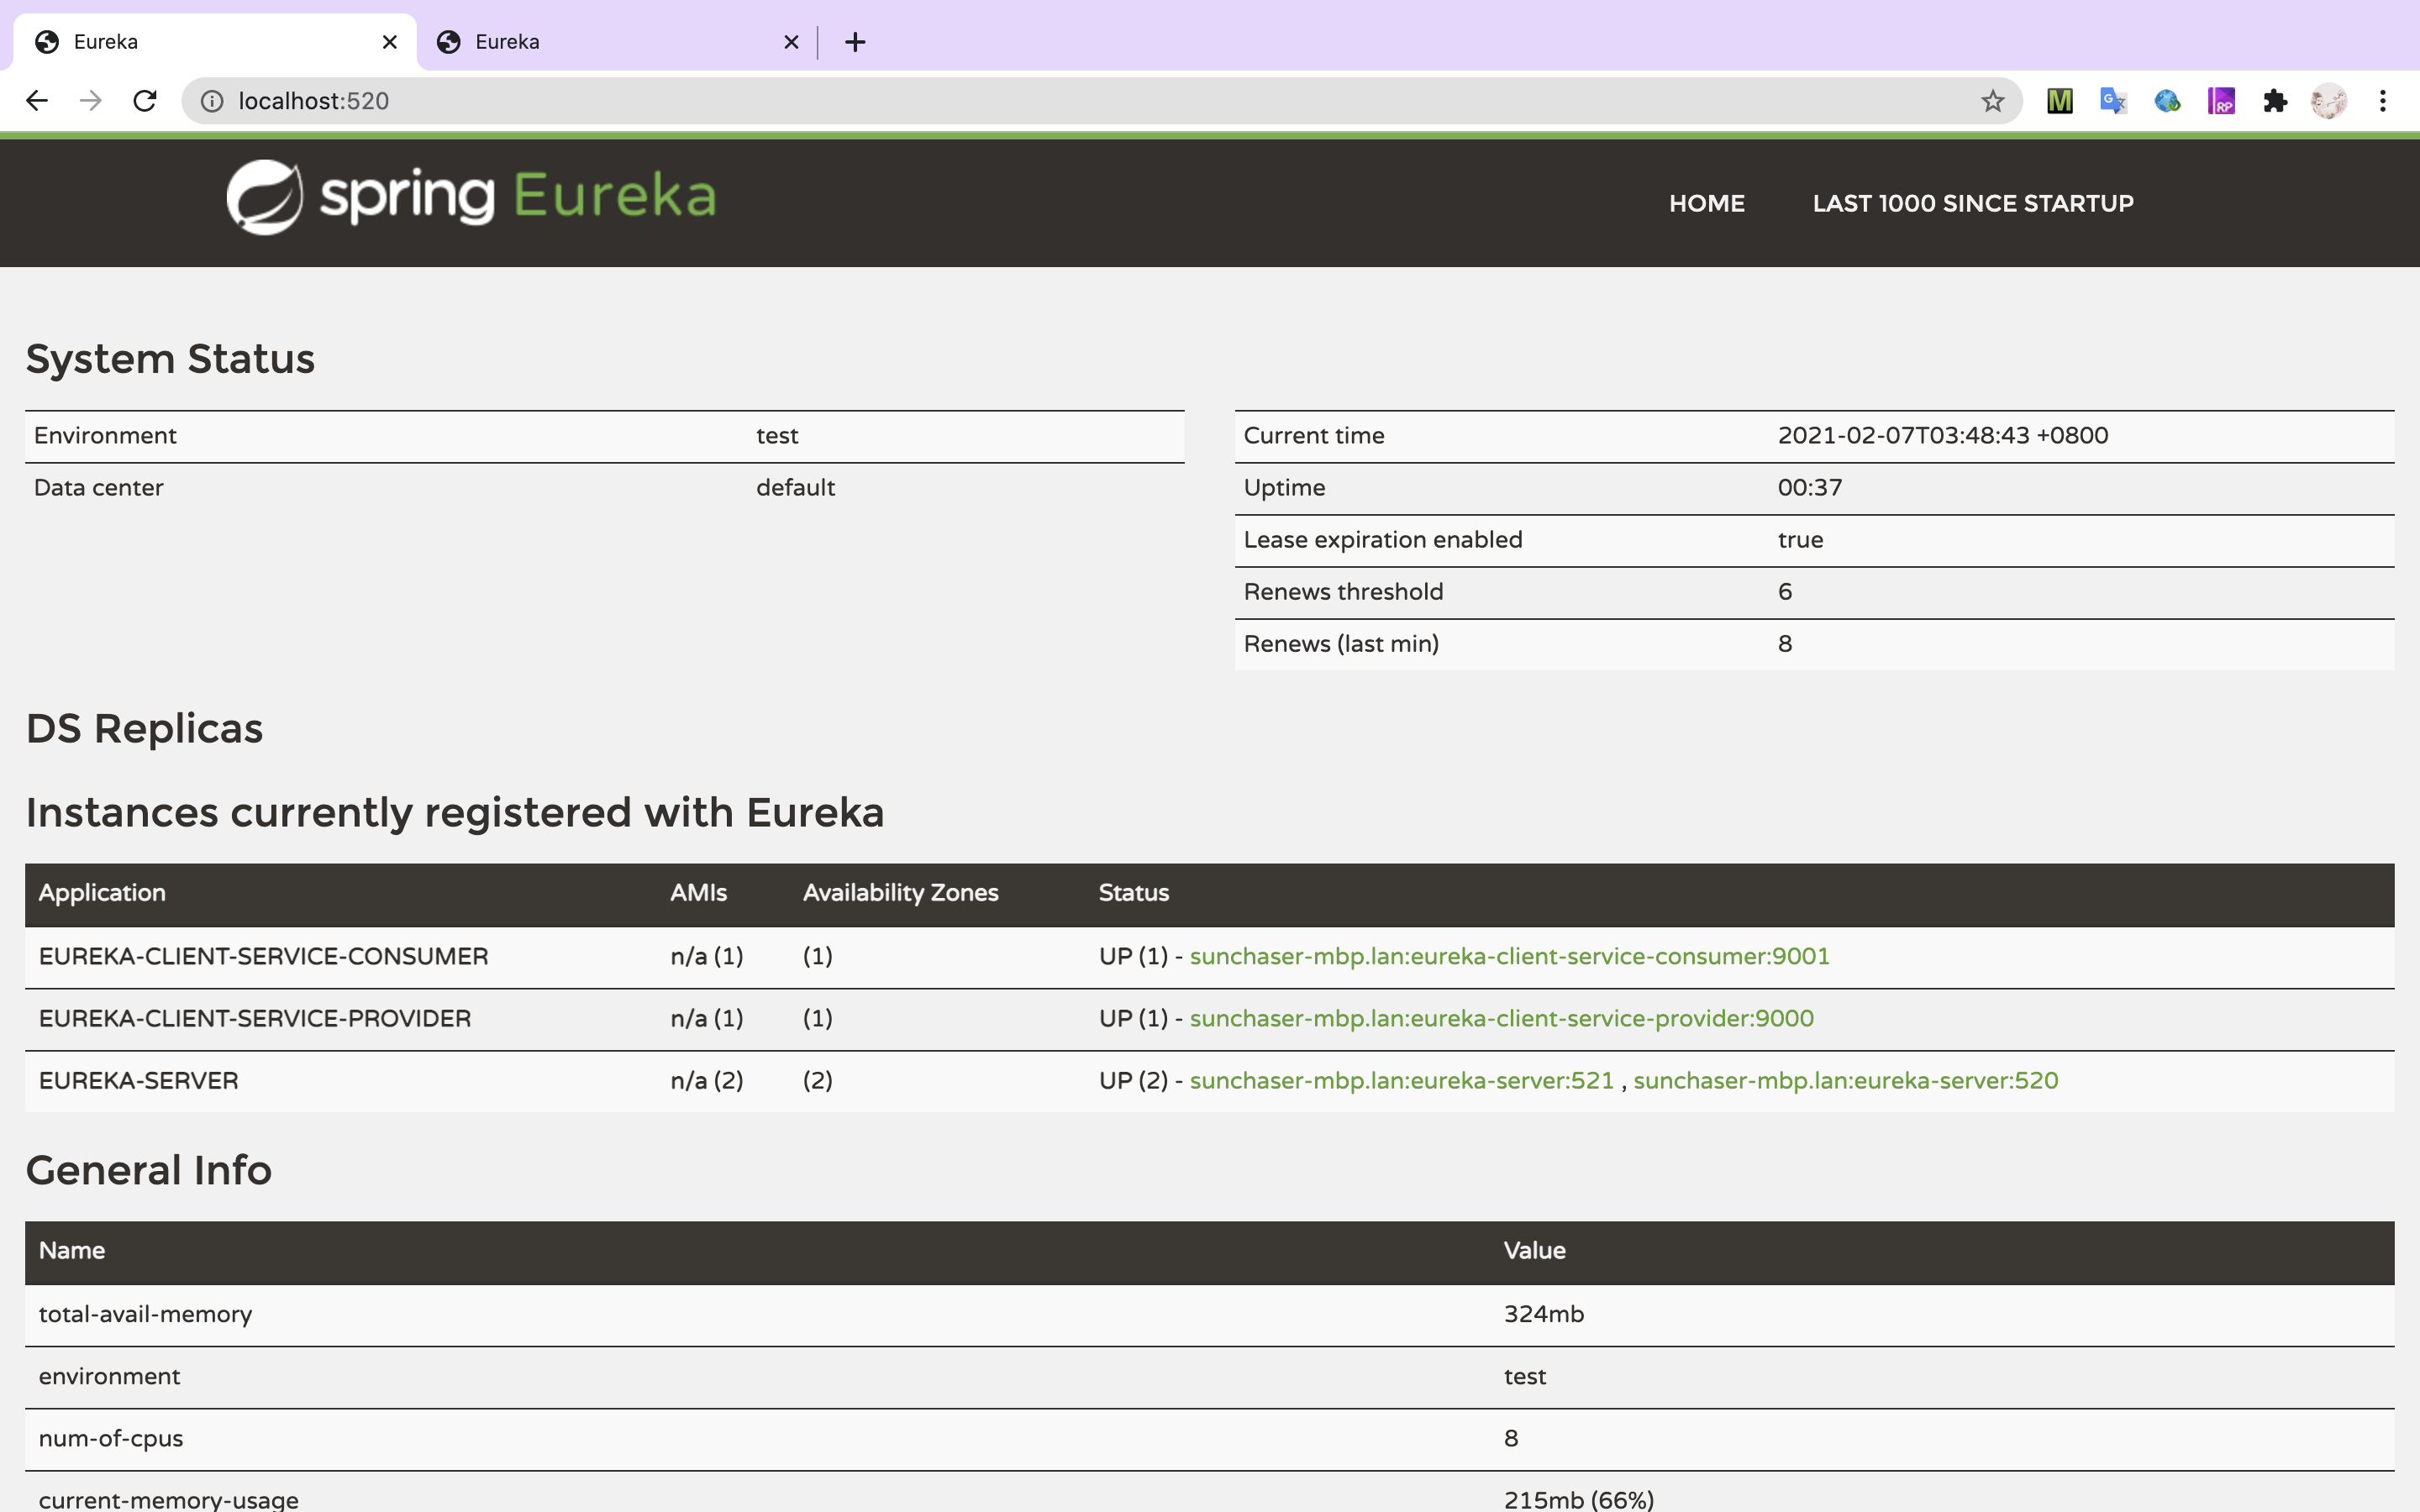 Eureka
Eureka
localhost:520
spring Eureka
HOME LAST 1000 SINCE STARTUP
System Status
Environment test
Data center default
Current time 2021-02-07T03:48:43 +0800
Uptime 00:37
Lease expiration enabled true
Renews threshold 6
Renews (last min) 8
DS Replicas
Instances currently registered with Eureka
Application AMIs Availability Zones Status
EUREKA-CLIENT-SERVICE-CONSUMER n/a (1) (1) UP (1) - sunchaser-mbp.lan:eureka-client-service-consumer:9001
EUREKA-CLIENT-SERVICE-PROVIDER n/a (1) (1) UP (1) - sunchaser-mbp.lan:eureka-client-service-provider:9000
EUREKA-SERVER n/a (2) (2) UP (2) - sunchaser-mbp.lan:eureka-server:521 , sunchaser-mbp.lan:eureka-server:520
General Info
Name Value
total-avail-memory 324mb
environment test
num-of-cpus 8
current-memory-usage 215mb (66%)